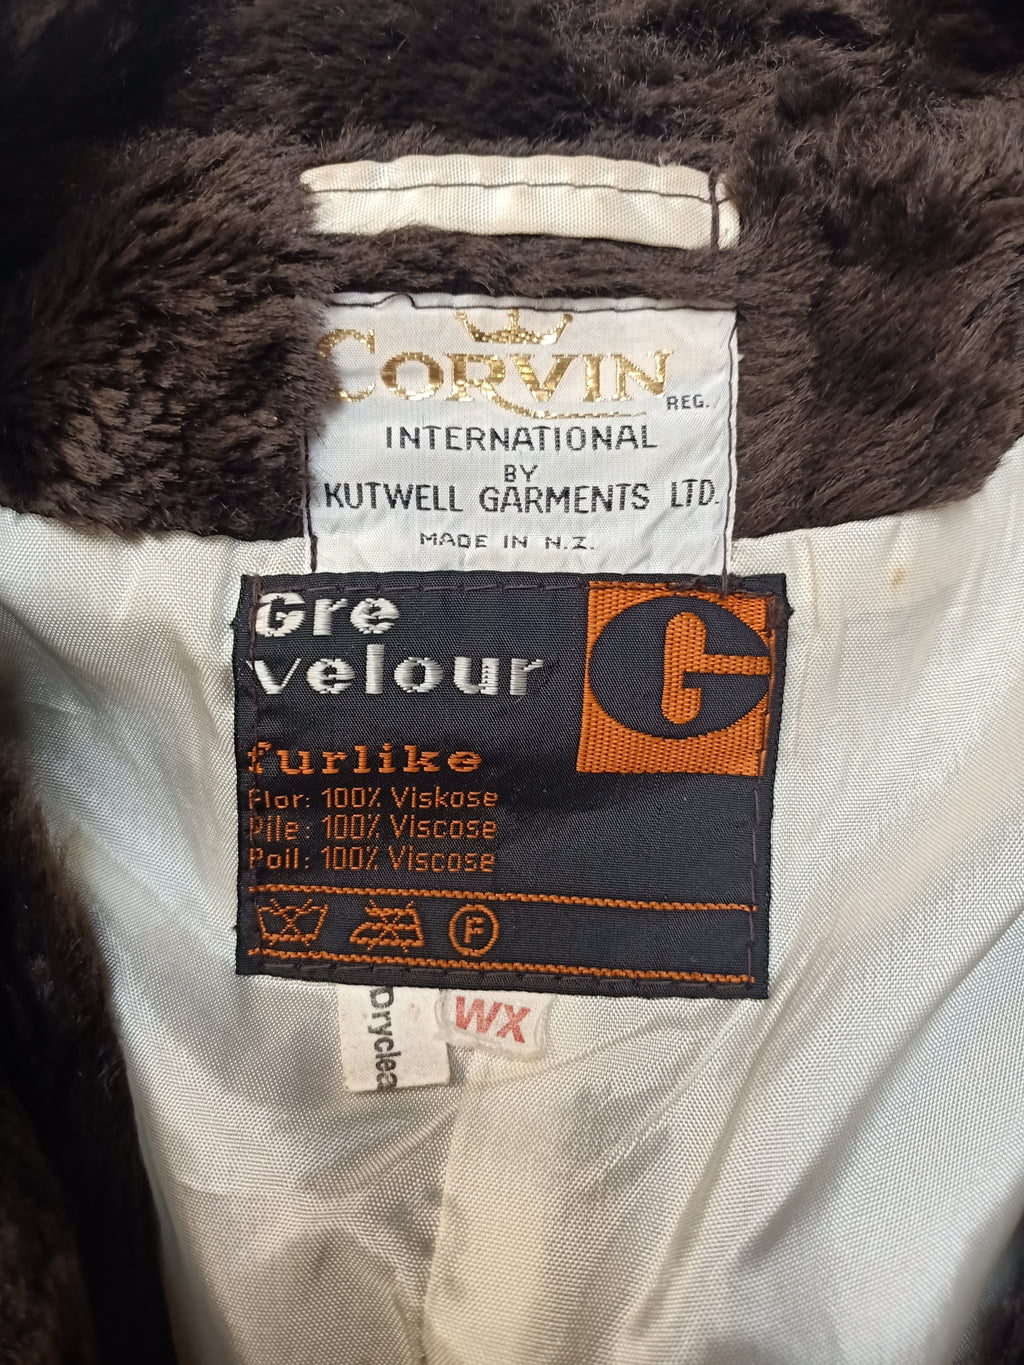 CORVIN
REG.
INTERNATIONAL
BY
KUTWELL GARMENTS LTD.
MADE IN N.Z.
Gre
velour
G
furlike
Flor: 100% Viskose
Pile: 100% Viscose
Poil: 100% Viscose
F
Dryclea
WX